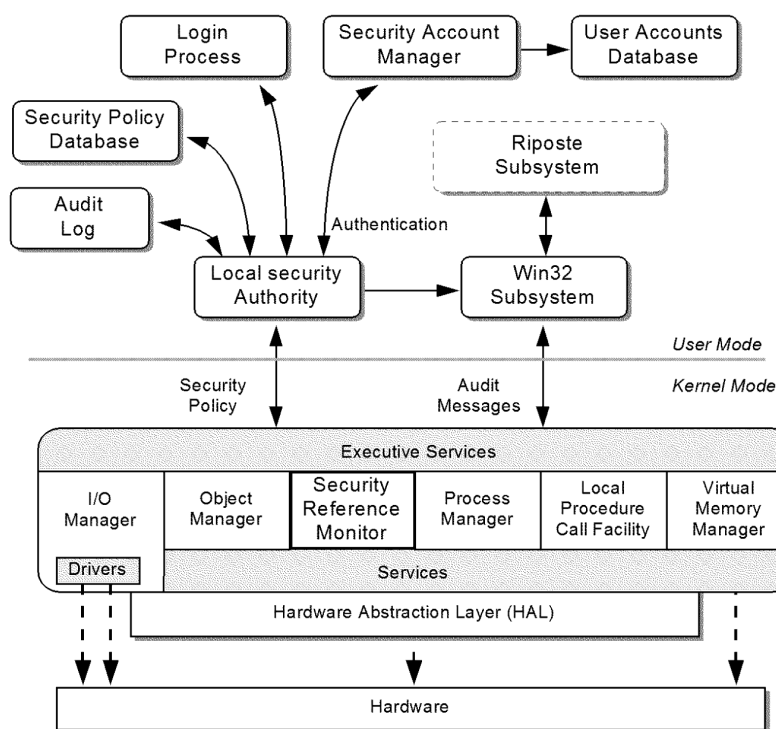 Login
Process
Security Account
Manager
User Accounts
Database
Security Policy
Database
Riposte
Subsystem
Audit
Log
Authentication
Local security
Authority
Win32
Subsystem
User Mode
Kernel Mode
Security
Policy
Audit
Messages
Executive Services
I/O
Manager
Object
Manager
Security
Reference
Monitor
Process
Manager
Local
Procedure
Call Facility
Virtual
Memory
Manager
Drivers
Services
Hardware Abstraction Layer (HAL)
Hardware